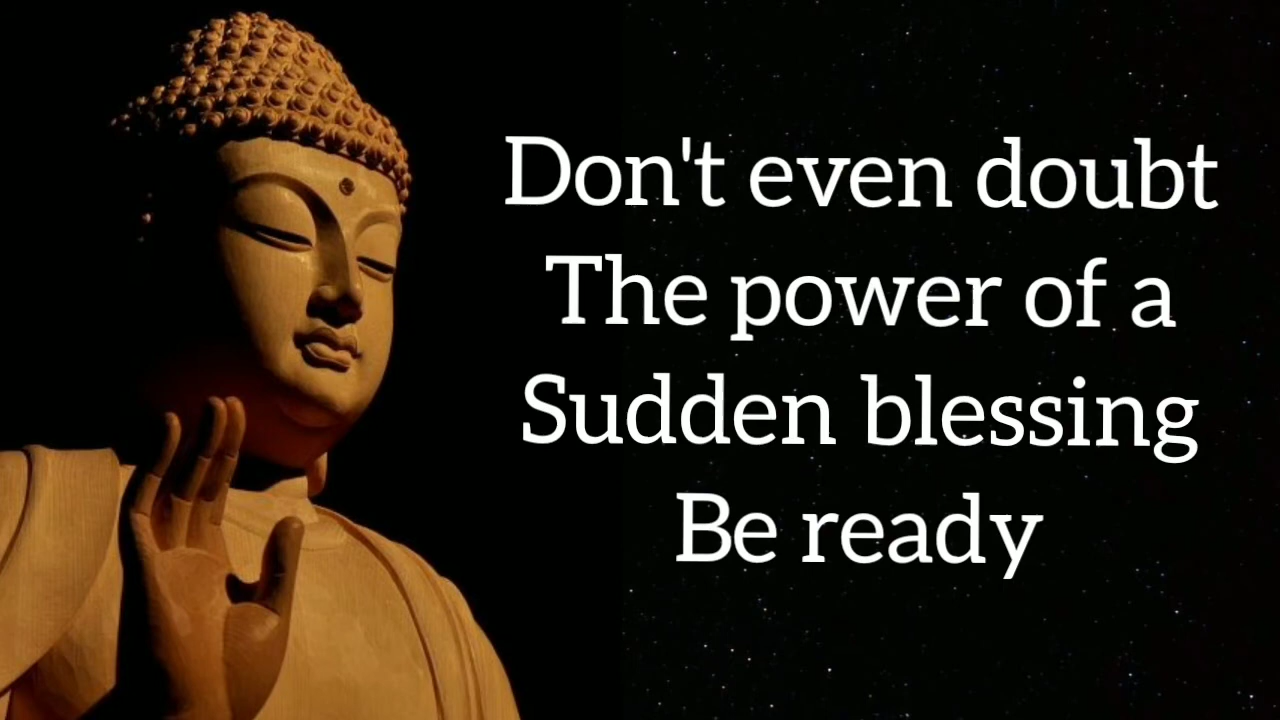 Don't even doubt
The power of a
Sudden blessing
Be ready